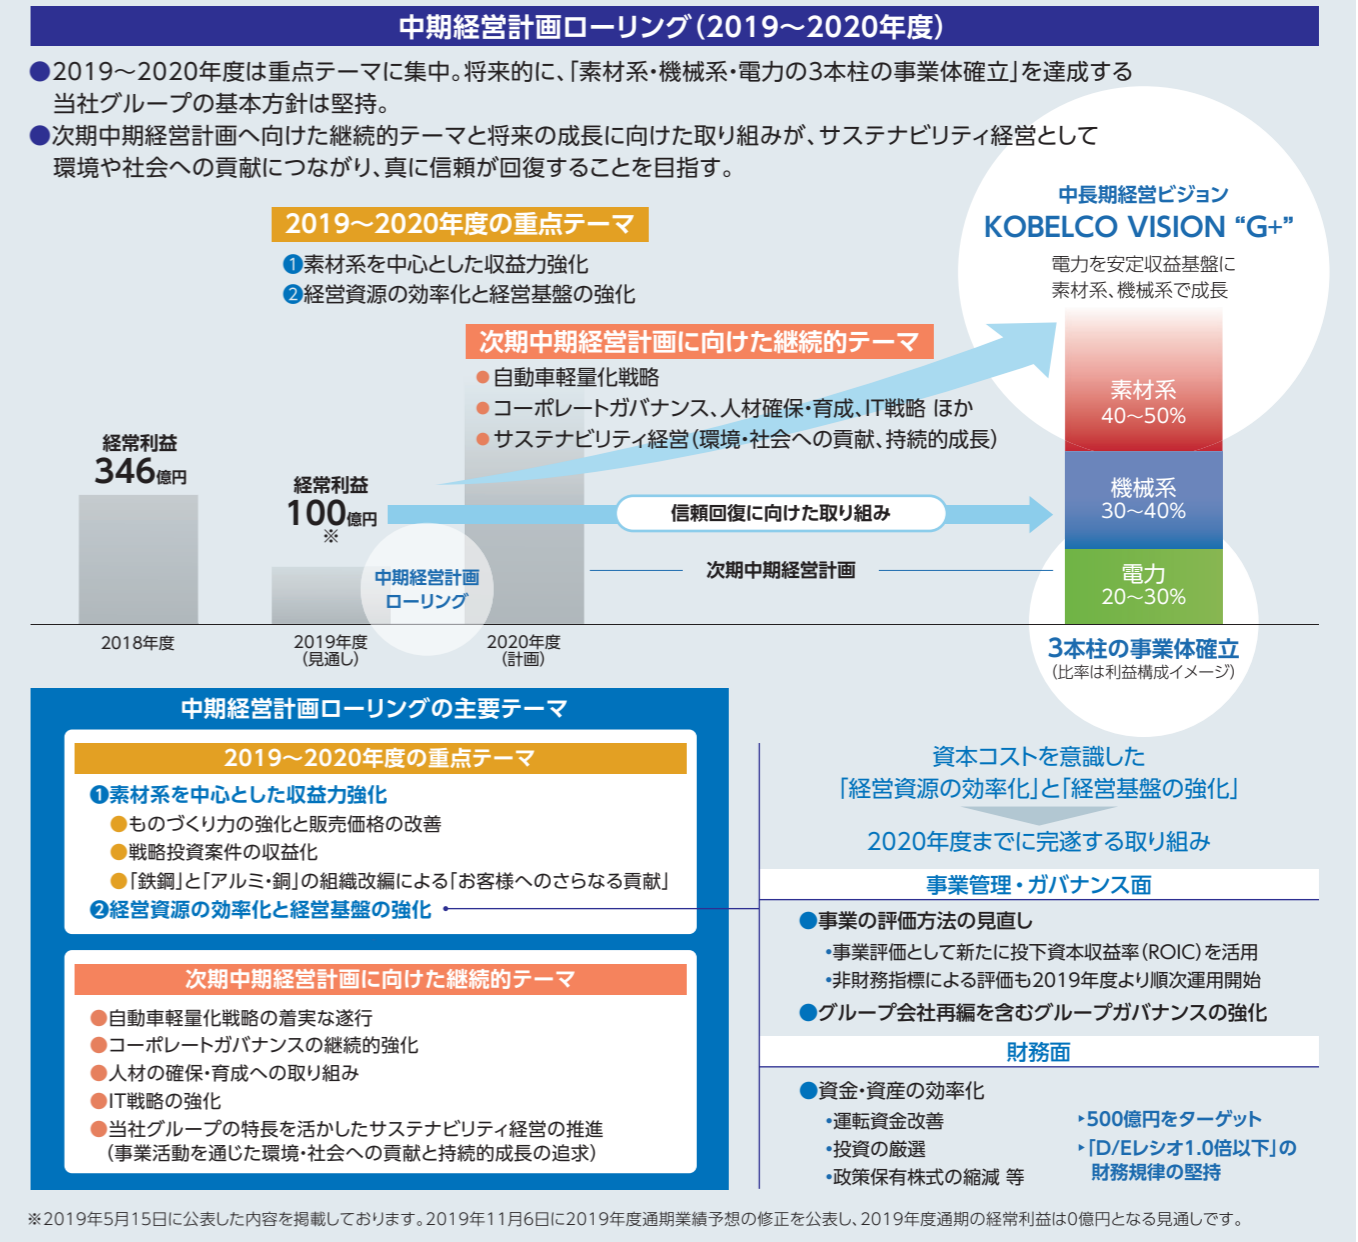 中期経営計画ローリング（2019～2020年度）
●2019～2020年度は重点テーマに集中。将来的に、「素材系・機械系・電力の3本柱の事業体確立」を達成する
当社グループの基本方針は堅持。
●次期中期経営計画へ向けた継続的テーマと将来の成長に向けた取り組みが、サステナビリティ経営として
環境や社会への貢献につながり、真に信頼が回復することを目指す。
中長期経営ビジョン
KOBELCO VISION “G+”
電力を安定収益基盤に
素材系、機械系で成長
2019～2020年度の重点テーマ
❶素材系を中心とした収益力強化
❷経営資源の効率化と経営基盤の強化
次期中期経営計画に向けた継続的テーマ
●自動車軽量化戦略
●コーポレートガバナンス、人材確保・育成、IT戦略 ほか
●サステナビリティ経営（環境・社会への貢献、持続的成長）
経常利益
346億円
経常利益
100億円
※
中期経営計画
ローリング
信頼回復に向けた取り組み
次期中期経営計画
素材系
40～50%
機械系
30～40%
電力
20～30%
2018年度
2019年度
（見通し）
2020年度
（計画）
3本柱の事業体確立
（比率は利益構成イメージ）
中期経営計画ローリングの主要テーマ
2019～2020年度の重点テーマ
❶素材系を中心とした収益力強化
●ものづくり力の強化と販売価格の改善
●戦略投資案件の収益化
●「鉄鋼」と「アルミ・銅」の組織改編による「お客様へのさらなる貢献」
❷経営資源の効率化と経営基盤の強化
次期中期経営計画に向けた継続的テーマ
●自動車軽量化戦略の着実な遂行
●コーポレートガバナンスの継続的強化
●人材の確保・育成への取り組み
●IT戦略の強化
●当社グループの特長を活かしたサステナビリティ経営の推進
（事業活動を通じた環境・社会への貢献と持続的成長の追求）
資本コストを意識した
「経営資源の効率化」と「経営基盤の強化」
2020年度までに完遂する取り組み
事業管理・ガバナンス面
●事業の評価方法の見直し
・事業評価として新たに投下資本収益率（ROIC）を活用
・非財務指標による評価も2019年度より順次運用開始
●グループ会社再編を含むグループガバナンスの強化
財務面
●資金・資産の効率化
・運転資金改善
・投資の厳選
・政策保有株式の縮減 等
▸500億円をターゲット
▸「D/Eレシオ1.0倍以下」の
財務規律の堅持
※2019年5月15日に公表した内容を掲載しております。2019年11月6日に2019年度通期業績予想の修正を公表し、2019年度通期の経常利益は0億円となる見通しです。